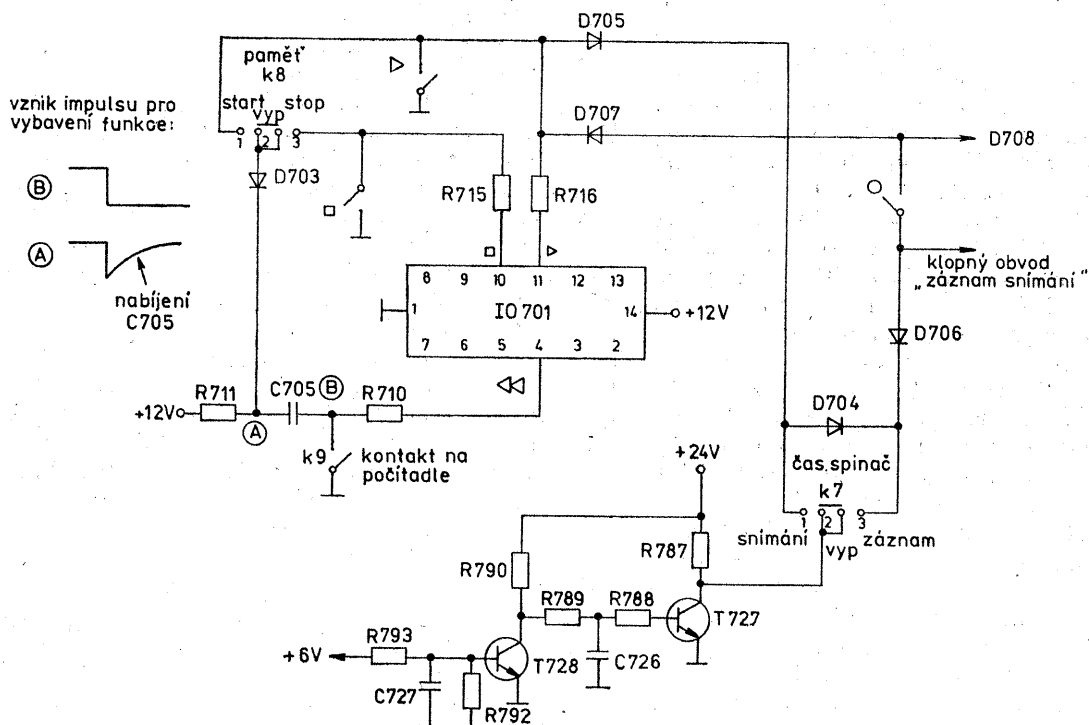 D705
paměť
k8
vznik impulsu pro
vybavení funkce:
start vyp stop
1 2 3
D707
D708
B
D703
R715
R716
A
nabíjení
C705
klopný obvod
„záznam snímání"
8 9 10 11 12 13
1 IO 701 14
+12V
7 6 5 4 3 2
D706
R711
C705
B
R710
+12V
A
D704
k9
kontakt na
počítadle
+24V
čas. spinač
k7
1 2 3
snímání vyp záznam
R787
R790
R789
R788
T727
R793
+6V
T728
C726
C727
R792